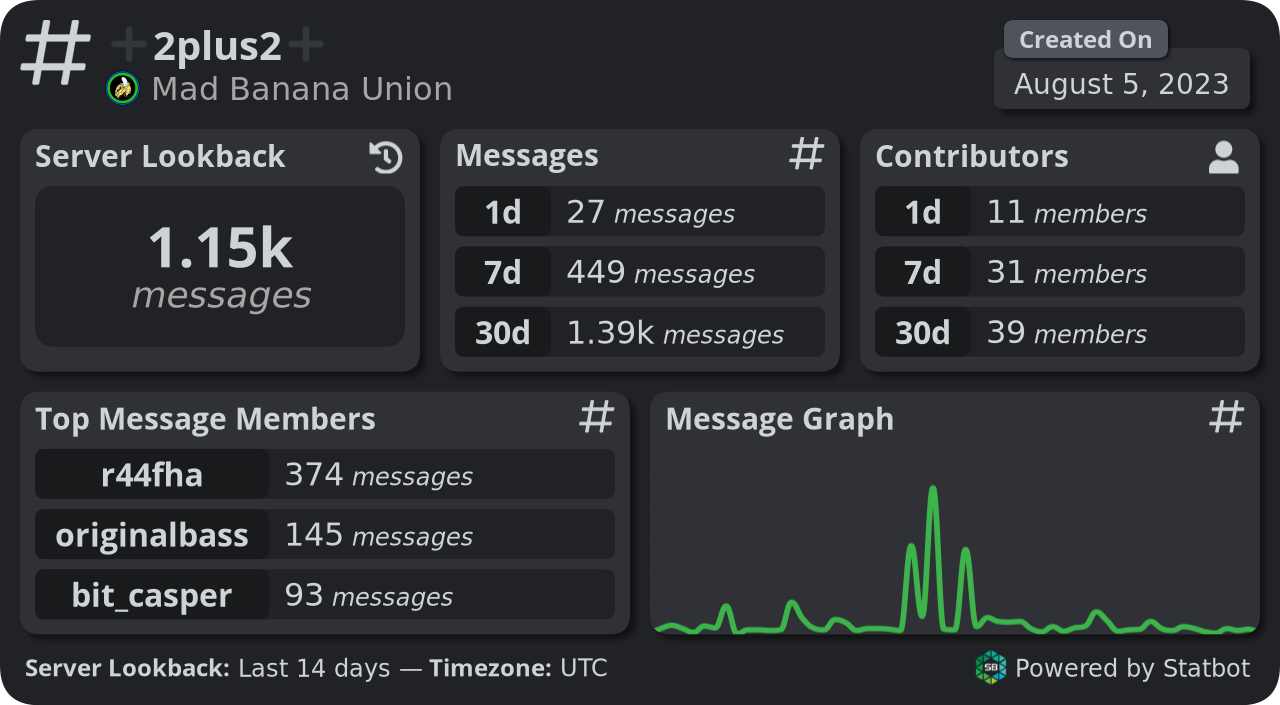 ➕2plus2➕
Mad Banana Union
Created On
August 5, 2023
Server Lookback
1.15k
messages
Messages
1d 27 messages
7d 449 messages
30d 1.39k messages
Contributors
1d 11 members
7d 31 members
30d 39 members
Top Message Members
r44fha 374 messages
originalbass 145 messages
bit_casper 93 messages
Message Graph
Server Lookback: Last 14 days — Timezone: UTC
SB Powered by Statbot